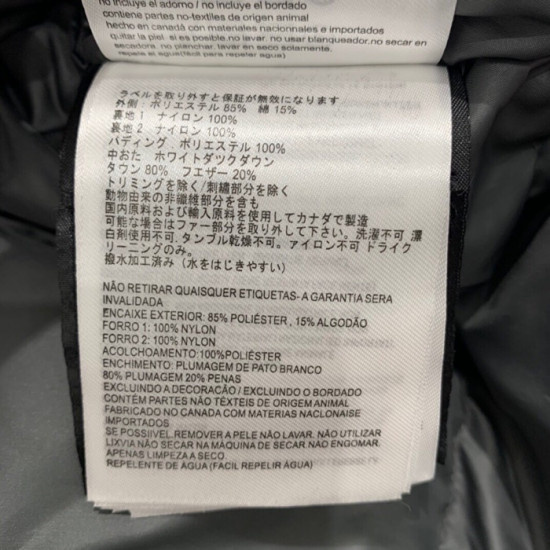 no incluye el adorno / no incluye el bordado
contiene partes no-textiles de origen animal
hecho en canadá con materiales nacionnales e importados
quitar la piel. si es posible.no lavar. no usar blanqueador.no secar en
secadora. no planchar. lavar en seco solamente.
repele el agua(facil para repeler agua)
ラベルを取り外すと保証が無効になります
外側: ポリエステル 85% 綿 15%
裏地 1 ナイロン 100%
裏地 2 ナイロン 100%
パディング、ポリエステル 100%
中おた ホワイトダックダウン
タウン 80% フエザー 20%
トリミングを除く/刺繍部分を除く
動物由来の非繊維部分を含も
国内原料および輸入原料を使用してカナダで製造
可能な場合はファー部分を取り外して下さい。洗濯不可 漂
白剤使用不可. タンブル乾燥不可。アイロン不可 ドライク
リーニングのみ。
撥水加工済み（水をはじきやすい）
NÃO RETIRAR QUAISQUER ETIQUETAS- A GARANTIA SERA
INVALIDADA
ENCAIXE EXTERIOR: 85% POLIÉSTER , 15% ALGODÃO
FORRO 1: 100% NYLON
FORRO 2: 100% NYLON
ACOLCHOAMENTO:100%POLIÉSTER
ENCHIMENTO: PLUMAGEM DE PATO BRANCO
80% PLUMAGEM 20% PENAS
EXCLUINDO A DECORAÇÃO / EXCLUINDO O BORDADO
CONTÉM PARTES NÃO TÈXTEIS DE ORIGEM ANIMAL
FABRICADO NO CANADA COM MATERIAS NACLONAISE
IMPORTADOS
SE POSSIIVEL.REMOVER A PELE NÃO LAVAR. NÃO UTILIZAR
LIXVIA NÃO SECAR NA MÁQUINA DE SECAR. NÃO ENGOMAR.
APENAS LIMPEZA A SECO.
REPELENTE DE ÁGUA (FACIL REPELIR ÁGUA)